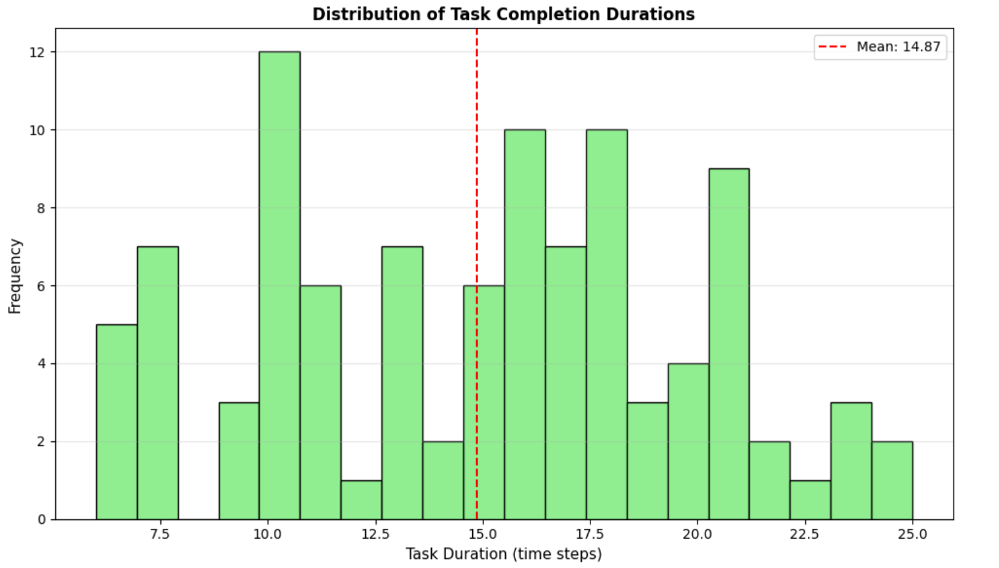 Distribution of Task Completion Durations
Mean: 14.87
12
10
8
6
4
2
0
Frequency
7.5 10.0 12.5 15.0 17.5 20.0 22.5 25.0
Task Duration (time steps)